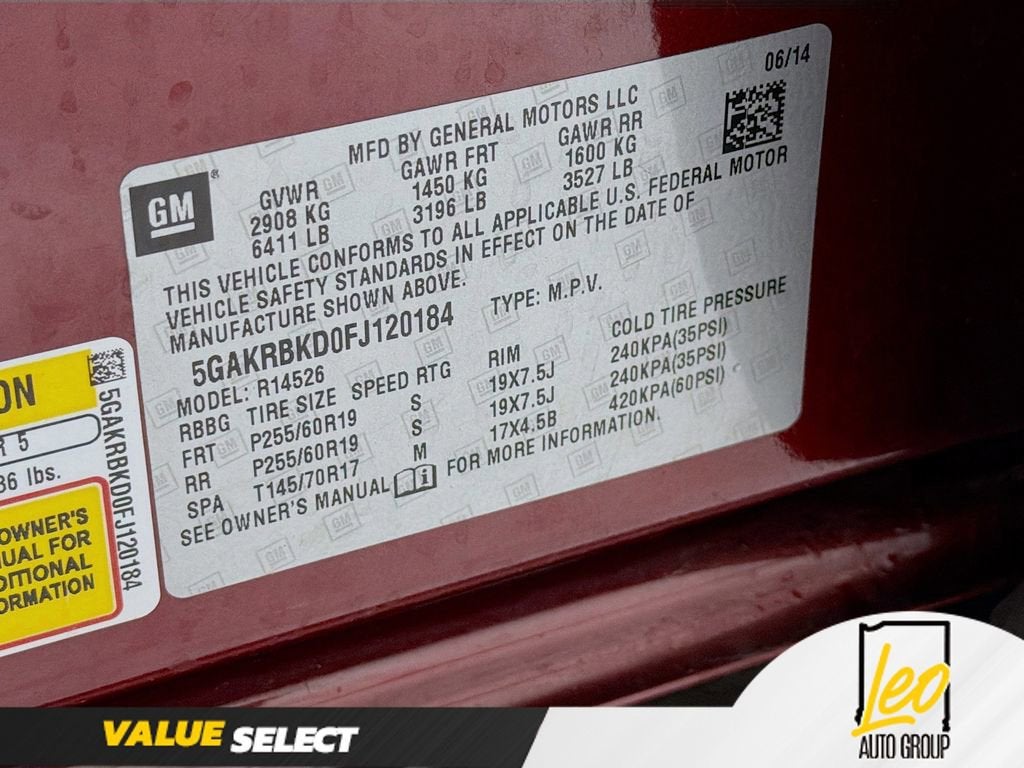 06/14
MFD BY GENERAL MOTORS LLC
GM
®
GVWR GAWR FRT GAWR RR
2908 KG 1450 KG 1600 KG
6411 LB 3196 LB 3527 LB
THIS VEHICLE CONFORMS TO ALL APPLICABLE U.S. FEDERAL MOTOR
VEHICLE SAFETY STANDARDS IN EFFECT ON THE DATE OF
MANUFACTURE SHOWN ABOVE.
5GAKRBKD0FJ120184 TYPE: M.P.V.
MODEL: R14526
RBBG TIRE SIZE SPEED RTG RIM COLD TIRE PRESSURE
FRT P255/60R19 S 19X7.5J 240KPA(35PSI)
RR P255/60R19 S 19X7.5J 240KPA(35PSI)
SPA T145/70R17 M 17X4.5B 420KPA(60PSI)
SEE OWNER'S MANUAL i FOR MORE INFORMATION.
ON
R 5
36 lbs.
OWNER'S
UAL FOR
DITIONAL
ORMATION
5GAKRBKD0FJ120184
VALUE SELECT
Leo
AUTO GROUP